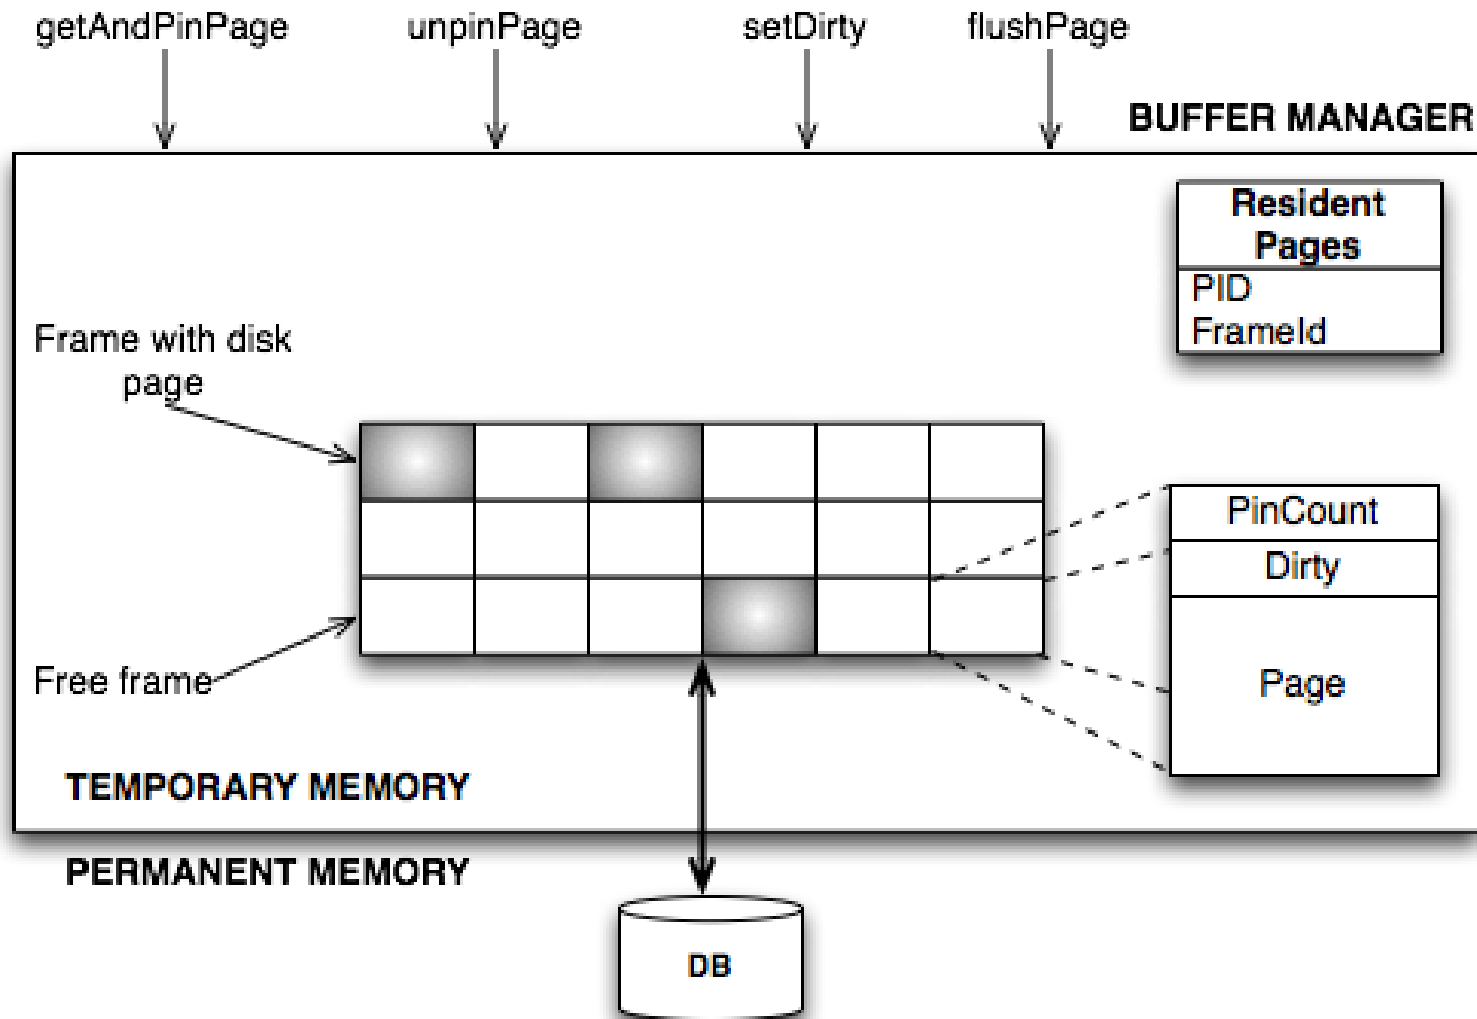 getAndPinPage
unpinPage
setDirty
flushPage
BUFFER MANAGER
Resident
Pages
PID
FrameId
Frame with disk
page
PinCount
Dirty
Page
Free frame
TEMPORARY MEMORY
PERMANENT MEMORY
DB